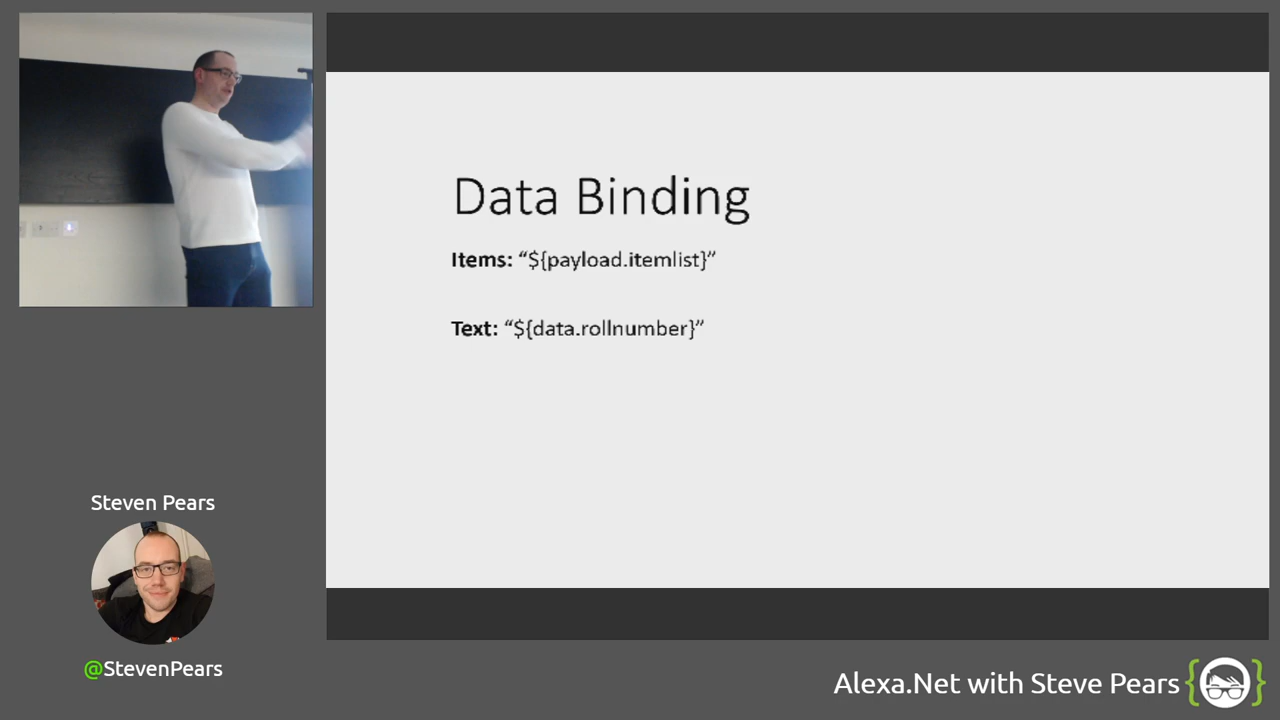 Data Binding
Items: “${payload.itemlist}”
Text: “${data.rollnumber}”
Steven Pears
@StevenPears
Alexa.Net with Steve Pears